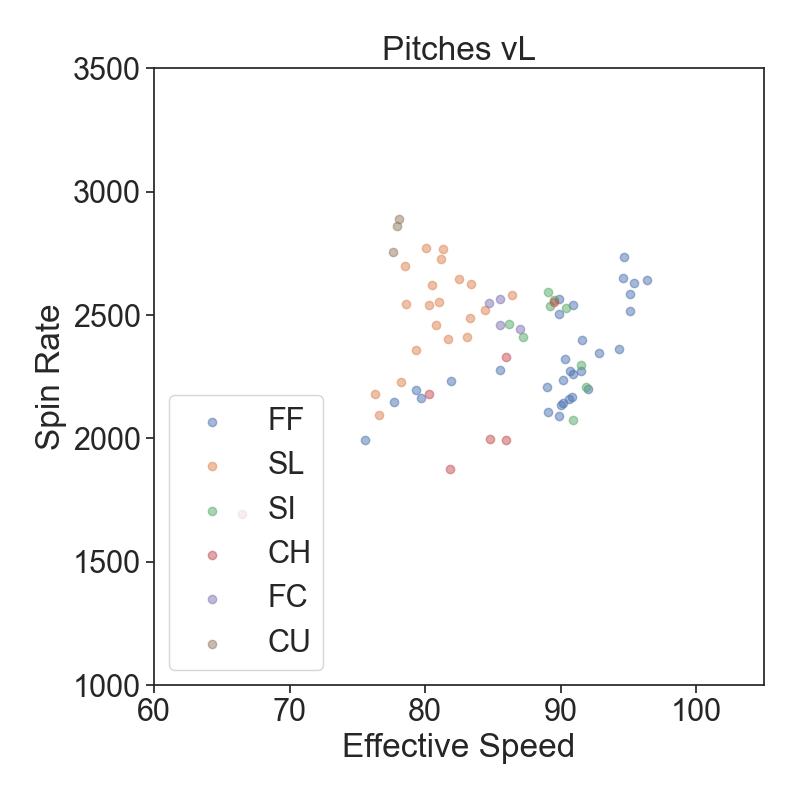 Pitches vL
3500
3000
2500
2000
1500
1000
Spin Rate
FF
SL
SI
CH
FC
CU
60 70 80 90 100
Effective Speed